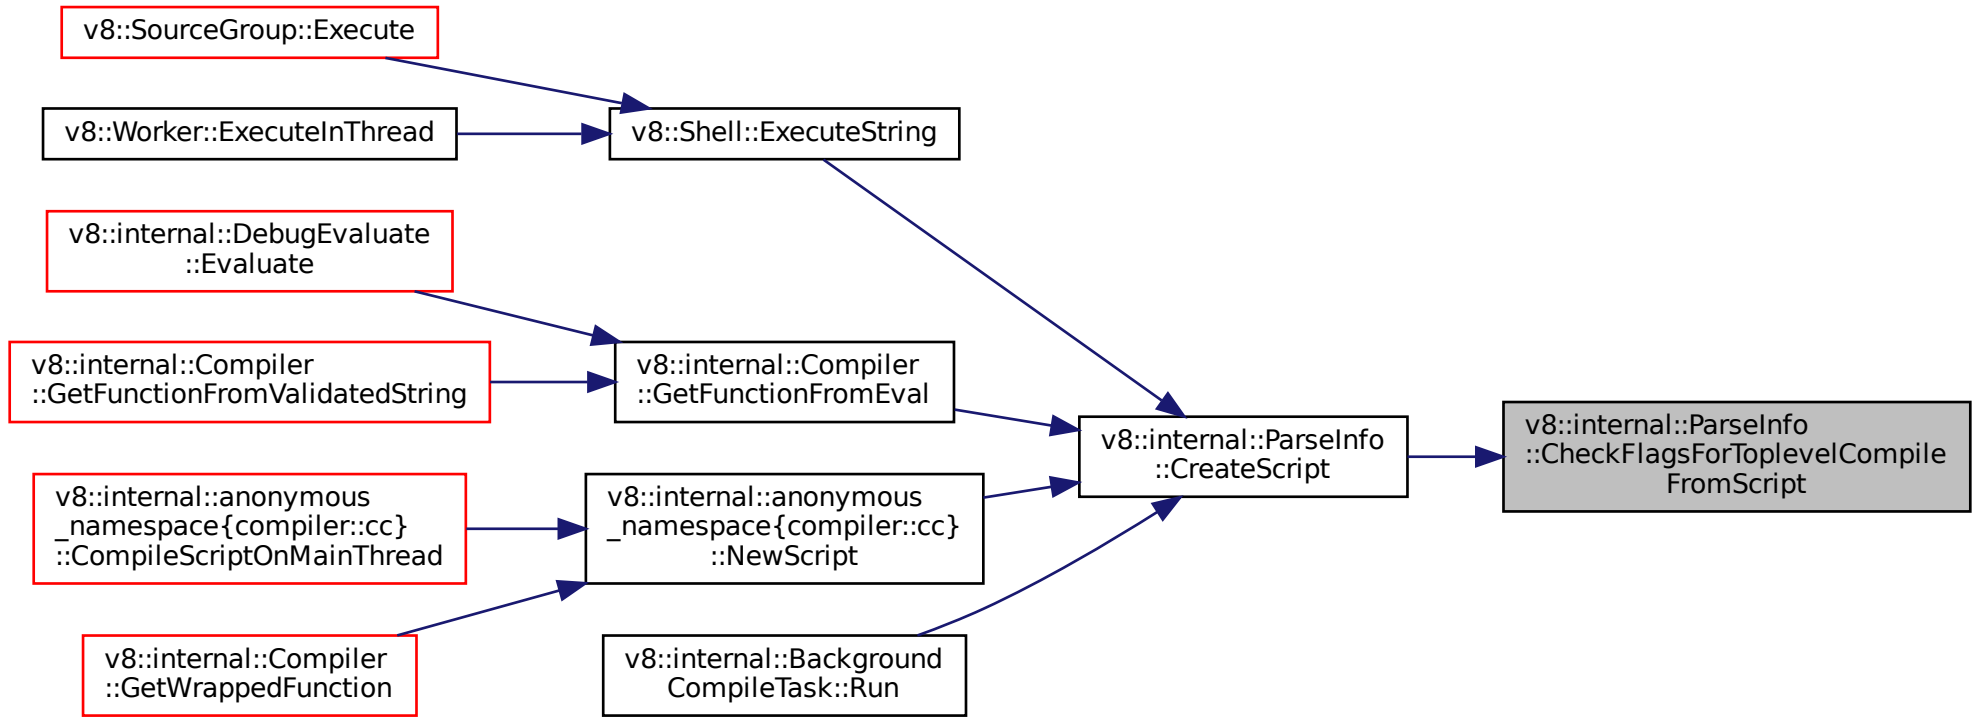 v8::SourceGroup::Execute
v8::Worker::ExecuteInThread
v8::Shell::ExecuteString
v8::internal::DebugEvaluate
::Evaluate
v8::internal::Compiler
::GetFunctionFromValidatedString
v8::internal::Compiler
::GetFunctionFromEval
v8::internal::ParseInfo
::CreateScript
v8::internal::ParseInfo
::CheckFlagsForToplevelCompile
FromScript
v8::internal::anonymous
_namespace{compiler::cc}
::CompileScriptOnMainThread
v8::internal::anonymous
_namespace{compiler::cc}
::NewScript
v8::internal::Compiler
::GetWrappedFunction
v8::internal::Background
CompileTask::Run